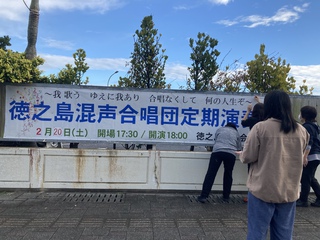 ～我 歌う ゆえに我あり 合唱なくして 何の人生ぞ～
徳之島混声合唱団定期演
2月20日(土) 開場17:30 / 開演18:00 徳之